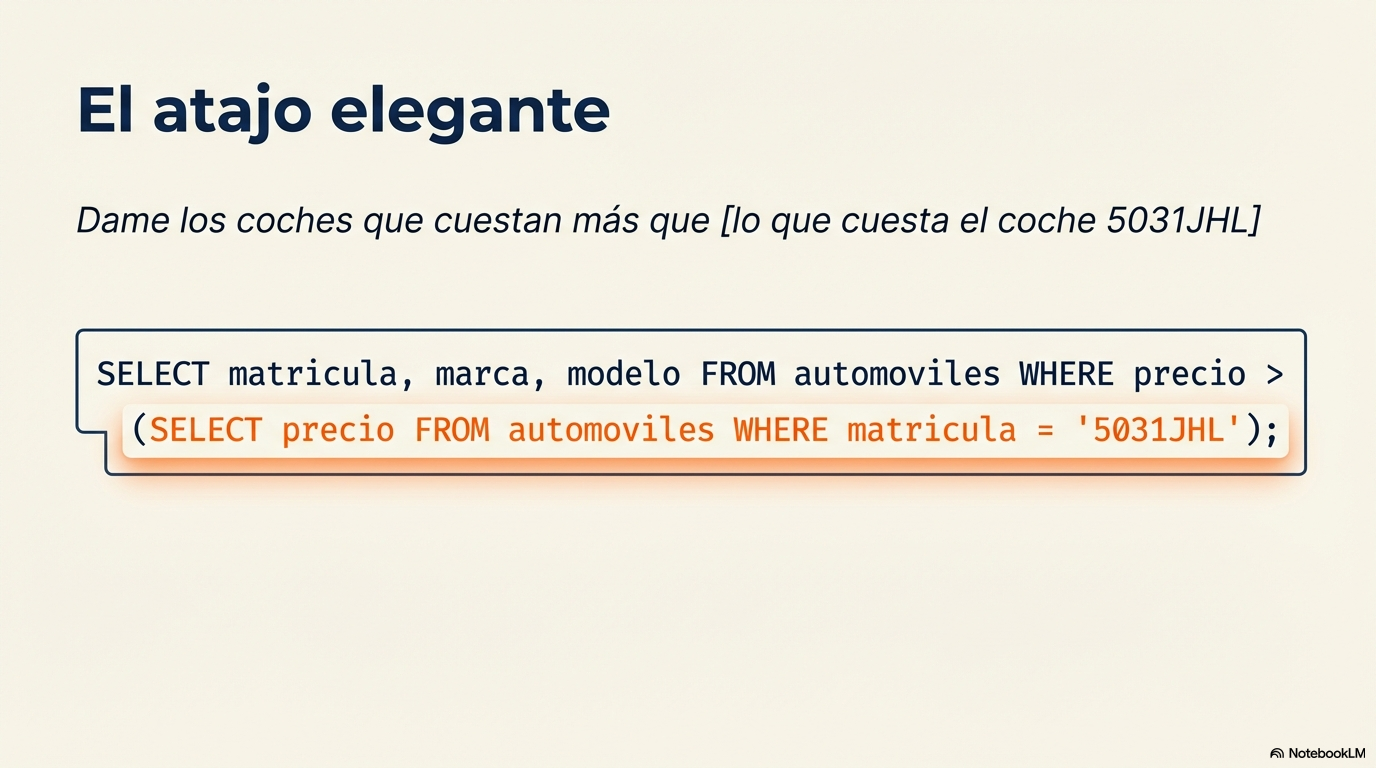 El atajo elegante
Dame los coches que cuestan más que [lo que cuesta el coche 5031JHL]
SELECT matricula, marca, modelo FROM automoviles WHERE precio >
(SELECT precio FROM automoviles WHERE matricula = '5031JHL');
NotebookLM